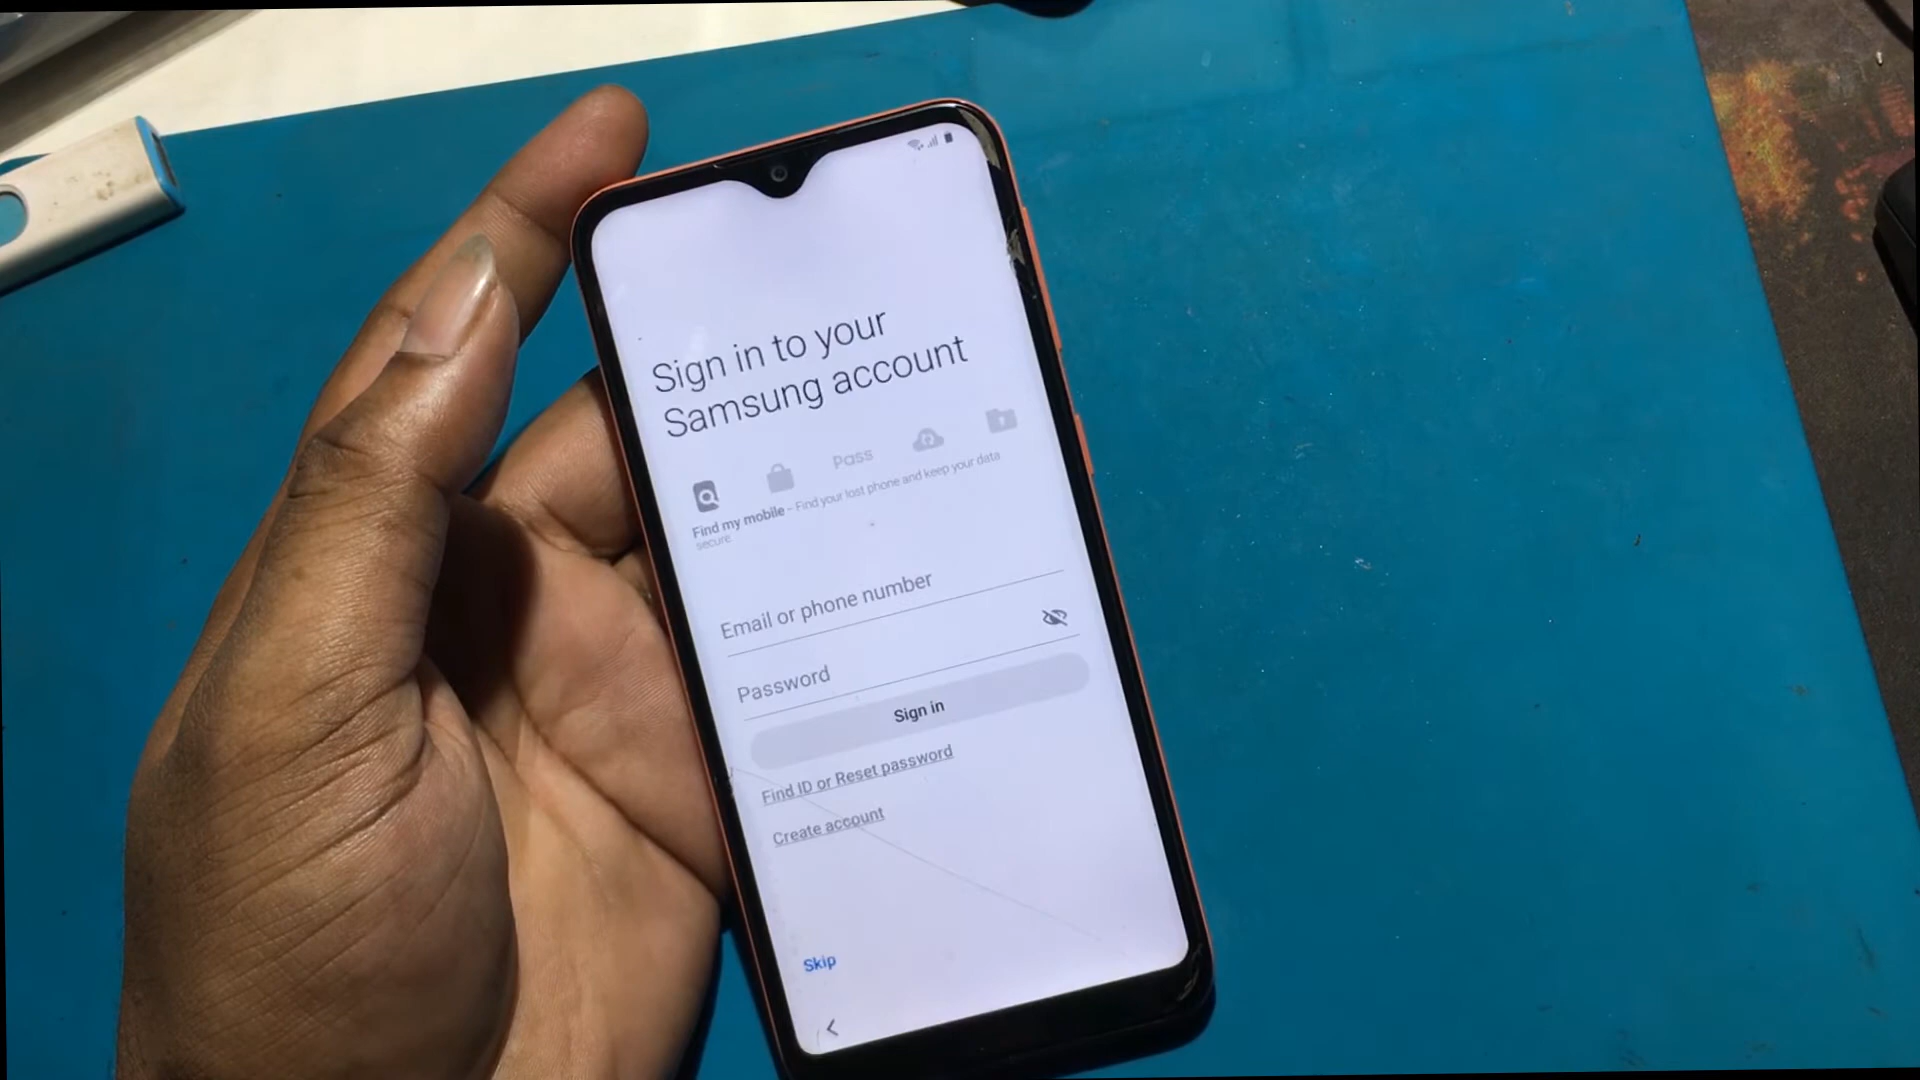 Sign in to your
Samsung account
Pass
Find my mobile - Find your lost phone and keep your data
secure
Email or phone number
Password
Sign in
Find ID or Reset password
Create account
Skip